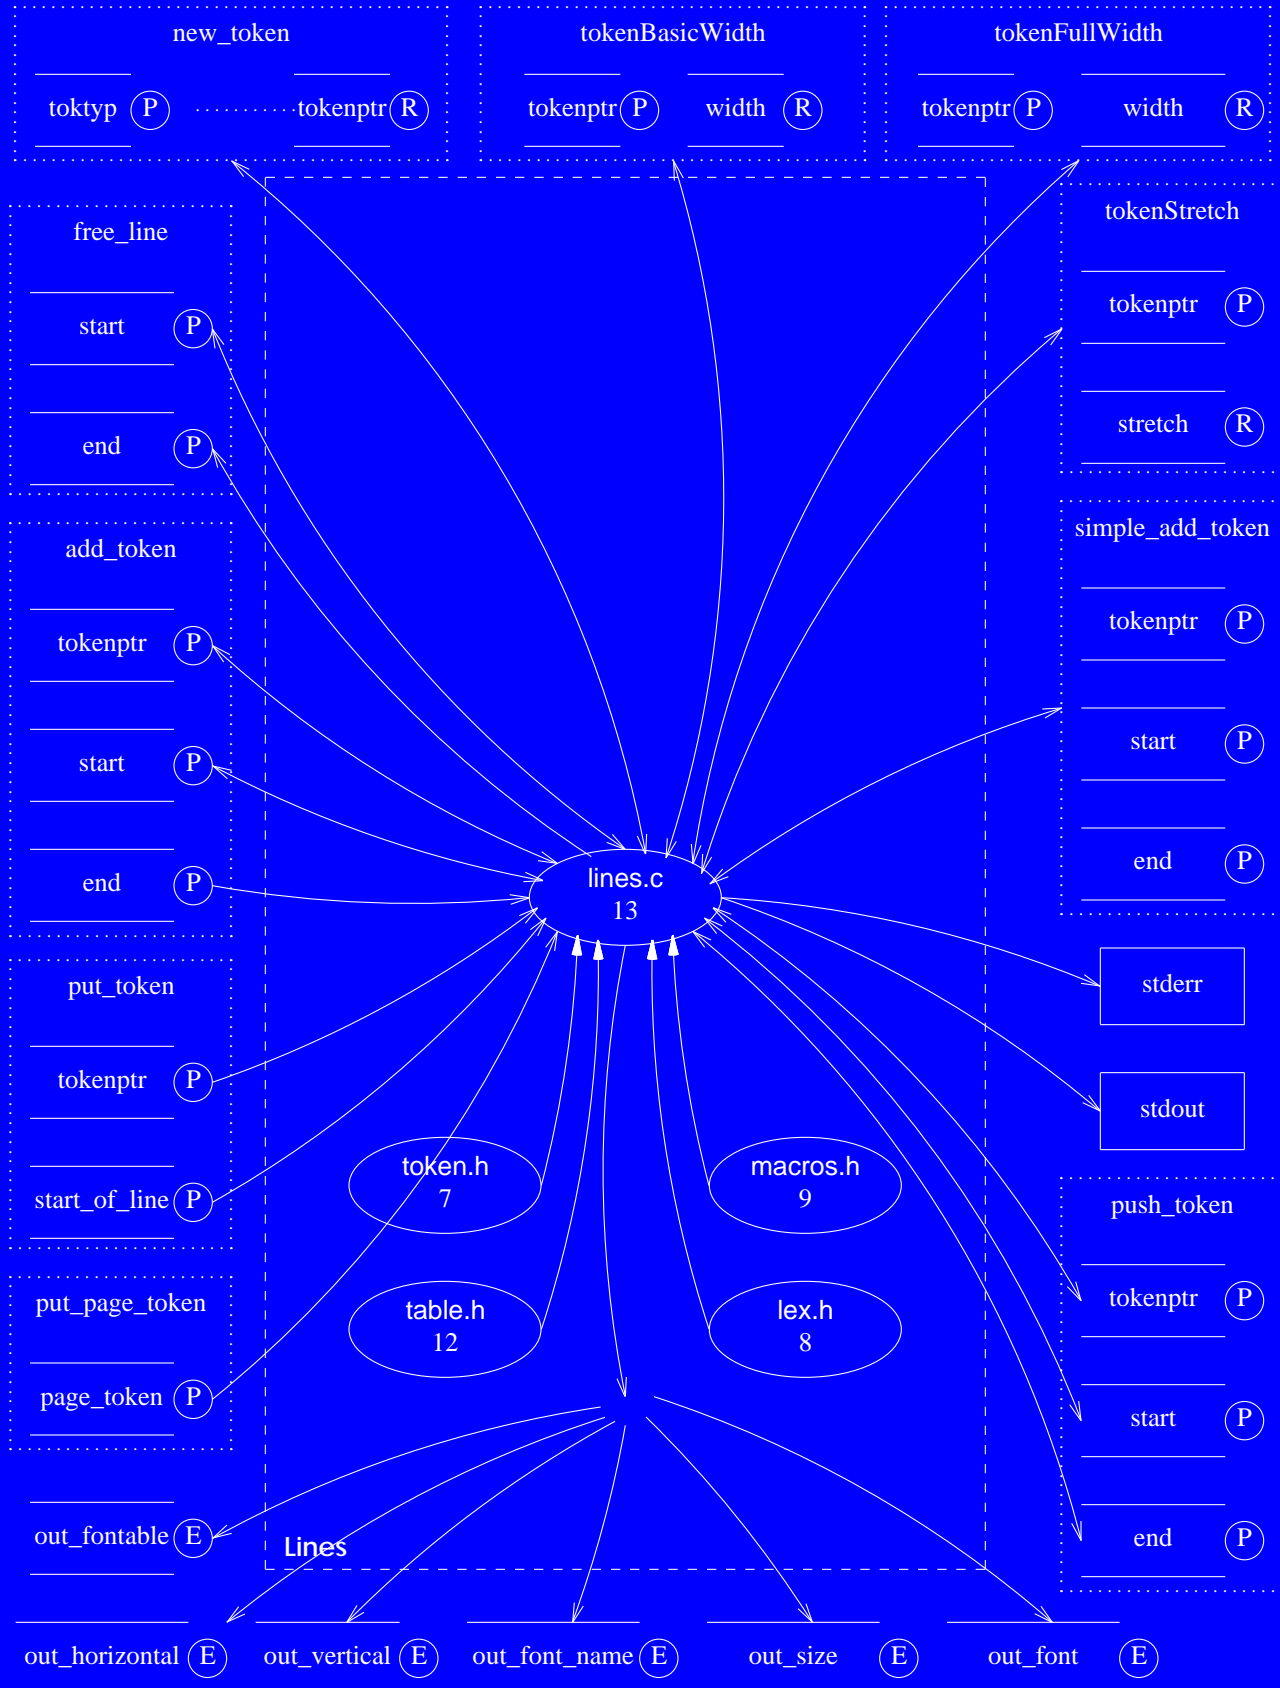 new_token
toktyp P tokenptr R
tokenBasicWidth
tokenptr P width R
tokenFullWidth
tokenptr P width R
free_line
start P
end P
tokenStretch
tokenptr P
stretch R
add_token
tokenptr P
start P
end P
simple_add_token
tokenptr P
start P
end P
lines.c
13
put_token
tokenptr P
start_of_line P
stderr
stdout
token.h
7
macros.h
9
table.h
12
lex.h
8
put_page_token
page_token P
push_token
tokenptr P
start P
end P
out_fontable E
Lines
out_horizontal E
out_vertical E
out_font_name E
out_size E
out_font E